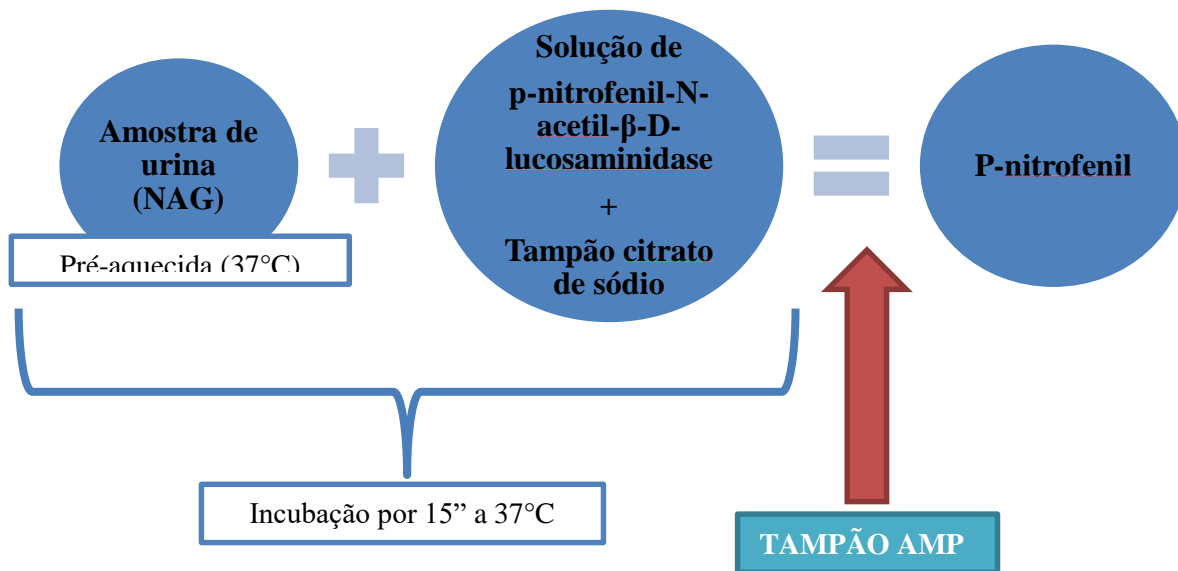 Amostra de
urina
(NAG)
Pré-aquecida (37°C)
Solução de
p-nitrofenil-N-
acetil-β-D-
lucosaminidase
+
Tampão citrato
de sódio
P-nitrofenil
Incubação por 15” a 37°C
TAMPÃO AMP